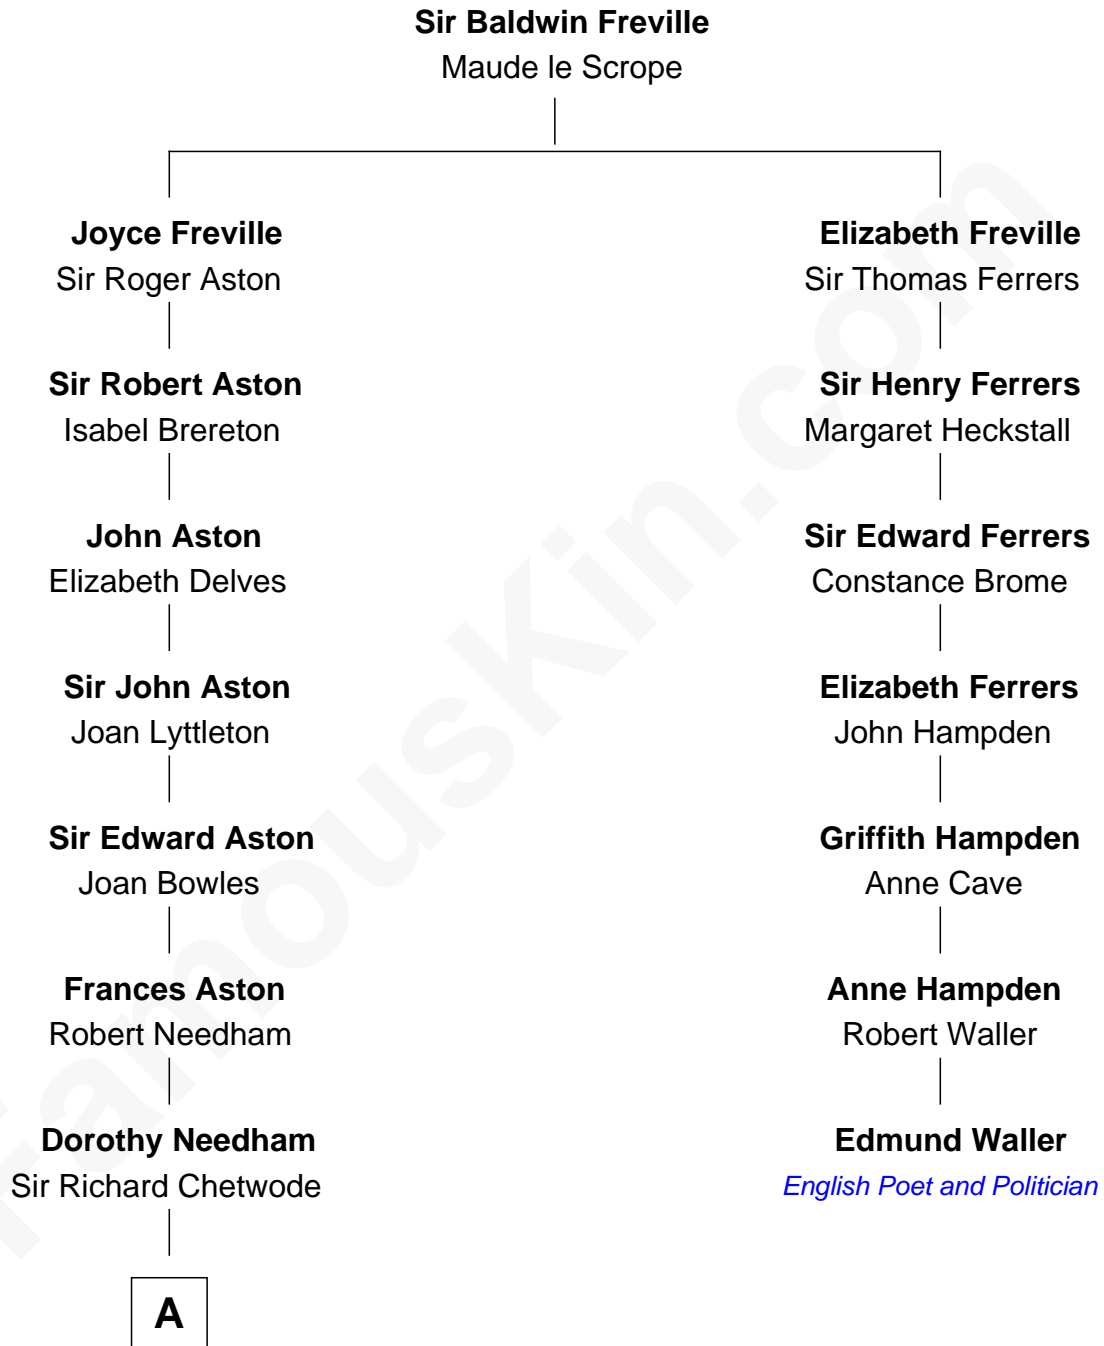 Sir Baldwin Freville
Maude le Scrope
Joyce Freville
Sir Roger Aston
Elizabeth Freville
Sir Thomas Ferrers
Sir Robert Aston
Isabel Brereton
Sir Henry Ferrers
Margaret Heckstall
John Aston
Elizabeth Delves
Sir Edward Ferrers
Constance Brome
Sir John Aston
Joan Lyttleton
Elizabeth Ferrers
John Hampden
Sir Edward Aston
Joan Bowles
Griffith Hampden
Anne Cave
Frances Aston
Robert Needham
Anne Hampden
Robert Waller
Dorothy Needham
Sir Richard Chetwode
Edmund Waller
English Poet and Politician
A
FamousKin.com